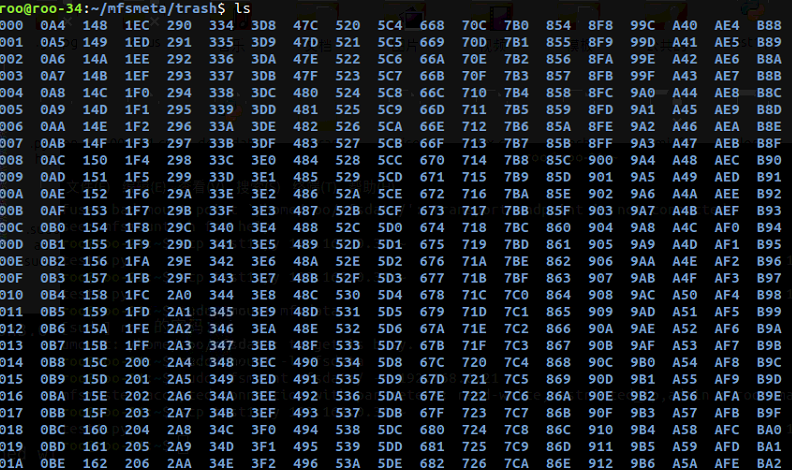 roo@roo-34:~/mfsmeta/trash$ ls
000 0A4 148 1EC 290 334 3D8 47C 520 5C4 668 70C 7B0 854 8F8 99C A40 AE4 B88
001 0A5 149 1ED 291 335 3D9 47D 521 5C5 669 70D 7B1 855 8F9 99D A41 AE5 B89
002 0A6 14A 1EE 292 336 3DA 47E 522 5C6 66A 70E 7B2 856 8FA 99E A42 AE6 B8A
003 0A7 14B 1EF 293 337 3DB 47F 523 5C7 66B 70F 7B3 857 8FB 99F A43 AE7 B8B
004 0A8 14C 1F0 294 338 3DC 480 524 5C8 66C 710 7B4 858 8FC 9A0 A44 AE8 B8C
005 0A9 14D 1F1 295 339 3DD 481 525 5C9 66D 711 7B5 859 8FD 9A1 A45 AE9 B8D
006 0AA 14E 1F2 296 33A 3DE 482 526 5CA 66E 712 7B6 85A 8FE 9A2 A46 AEA B8E
007 0AB 14F 1F3 297 33B 3DF 483 527 5CB 66F 713 7B7 85B 8FF 9A3 A47 AEB B8F
008 0AC 150 1F4 298 33C 3E0 484 528 5CC 670 714 7B8 85C 900 9A4 A48 AEC B90
009 0AD 151 1F5 299 33D 3E1 485 529 5CD 671 715 7B9 85D 901 9A5 A49 AED B91
00A 0AE 152 1F6 29A 33E 3E2 486 52A 5CE 672 716 7BA 85E 902 9A6 A4A AEE B92
00B 0AF 153 1F7 29B 33F 3E3 487 52B 5CF 673 717 7BB 85F 903 9A7 A4B AEF B93
00C 0B0 154 1F8 29C 340 3E4 488 52C 5D0 674 718 7BC 860 904 9A8 A4C AF0 B94
00D 0B1 155 1F9 29D 341 3E5 489 52D 5D1 675 719 7BD 861 905 9A9 A4D AF1 B95
00E 0B2 156 1FA 29E 342 3E6 48A 52E 5D2 676 71A 7BE 862 906 9AA A4E AF2 B96
00F 0B3 157 1FB 29F 343 3E7 48B 52F 5D3 677 71B 7BF 863 907 9AB A4F AF3 B97
010 0B4 158 1FC 2A0 344 3E8 48C 530 5D4 678 71C 7C0 864 908 9AC A50 AF4 B98
011 0B5 159 1FD 2A1 345 3E9 48D 531 5D5 679 71D 7C1 865 909 9AD A51 AF5 B99
012 0B6 15A 1FE 2A2 346 3EA 48E 532 5D6 67A 71E 7C2 866 90A 9AE A52 AF6 B9A
013 0B7 15B 1FF 2A3 347 3EB 48F 533 5D7 67B 71F 7C3 867 90B 9AF A53 AF7 B9B
014 0B8 15C 200 2A4 348 3EC 490 534 5D8 67C 720 7C4 868 90C 9B0 A54 AF8 B9C
015 0B9 15D 201 2A5 349 3ED 491 535 5D9 67D 721 7C5 869 90D 9B1 A55 AF9 B9D
016 0BA 15E 202 2A6 34A 3EE 492 536 5DA 67E 722 7C6 86A 90E 9B2 A56 AFA B9E
017 0BB 15F 203 2A7 34B 3EF 493 537 5DB 67F 723 7C7 86B 90F 9B3 A57 AFB B9F
018 0BC 160 204 2A8 34C 3F0 494 538 5DC 680 724 7C8 86C 910 9B4 A58 AFC BA0
019 0BD 161 205 2A9 34D 3F1 495 539 5DD 681 725 7C9 86D 911 9B5 A59 AFD BA1
01A 0BE 162 206 2AA 34E 3F2 496 53A 5DE 682 726 7CA 86E 912 9B6 A5A AFE BA2